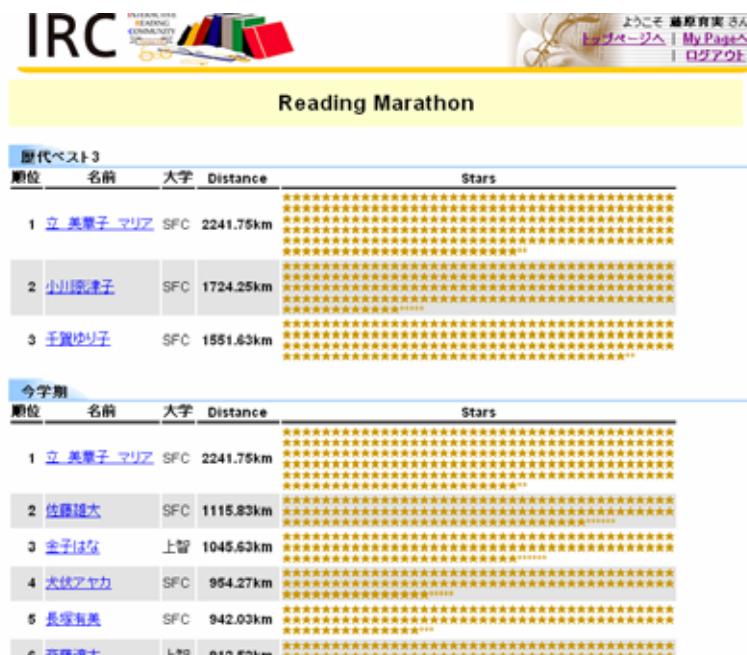 IRC INTERACTIVE READING COMMUNITY
ようこそ 藤原育実 さん
トップページへ | My Pageへ
| ログアウト
Reading Marathon
歴代ベスト3
順位 名前 大学 Distance Stars
1 立 美華子 マリア SFC 2241.75km
2 小川原津子 SFC 1724.25km
3 千賀ゆり子 SFC 1551.63km
今学期
順位 名前 大学 Distance Stars
1 立 美華子 マリア SFC 2241.75km
2 佐藤雄大 SFC 1115.83km
3 金子はな 上智 1045.63km
4 犬伏アヤカ SFC 954.27km
5 長塚有美 SFC 942.03km